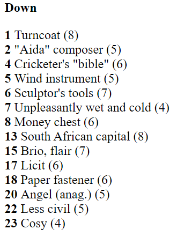 Down
1 Turncoat (8)
2 "Aida" composer (5)
4 Cricketer's "bible" (6)
5 Wind instrument (5)
6 Sculptor's tools (7)
7 Unpleasantly wet and cold (4)
8 Money chest (6)
13 South African capital (8)
15 Brio, flair (7)
17 Licit (6)
18 Paper fastener (6)
20 Angel (anag.) (5)
22 Less civil (5)
23 Cosy (4)